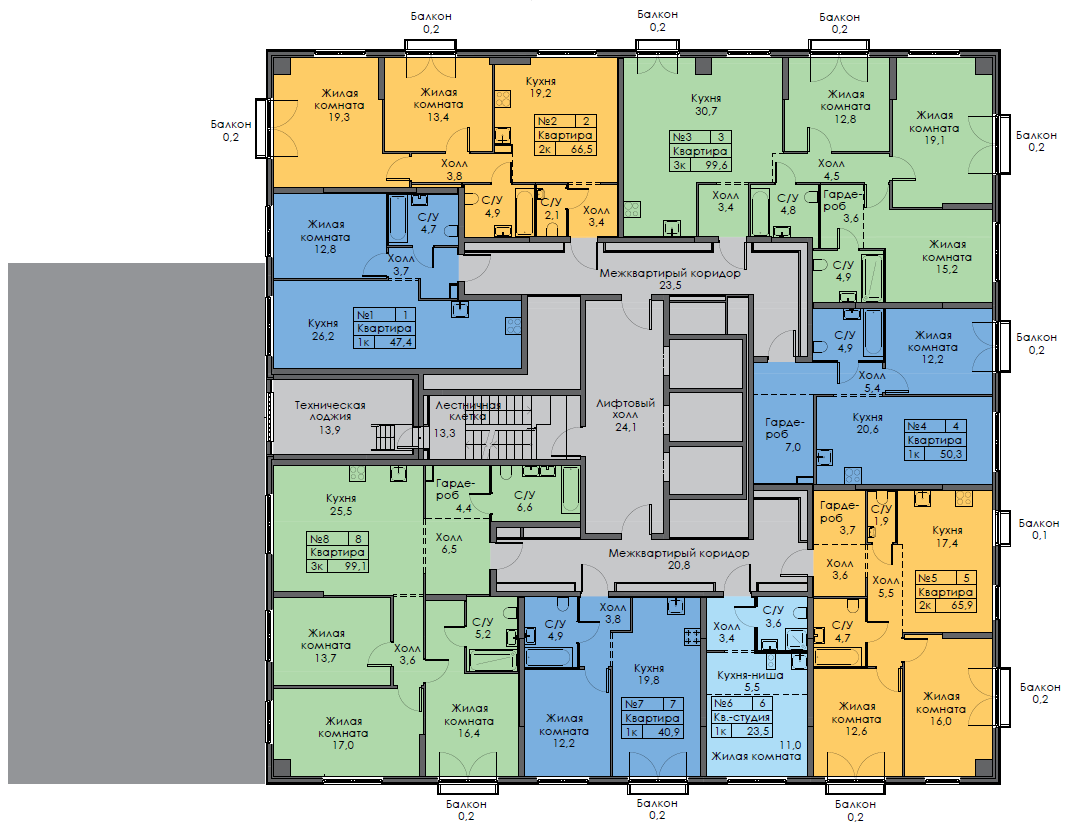 Балкон
0,2
Балкон
0,2
Балкон
0,2
Балкон
0,2
Жилая
комната
19,3
Жилая
комната
13,4
Кухня
19,2
№2 2
Квартира
2к 66,5
Холл
3,8
С/У
4,9
С/У
2,1
Холл
3,4
Кухня
30,7
№3 3
Квартира
3к 99,6
Жилая
комната
12,8
Жилая
комната
19,1
Балкон
0,2
Холл
4,5
Холл
3,4
С/У
4,8
Гарде-
роб
3,6
Жилая
комната
15,2
С/У
4,9
Жилая
комната
12,8
С/У
4,7
Холл
3,7
Кухня
26,2
№1 1
Квартира
1к 47,4
Межквартирый коридор
23,5
С/У
4,9
Жилая
комната
12,2
Балкон
0,2
Холл
5,4
Гарде-
роб
7,0
Кухня
20,6
№4 4
Квартира
1к 50,3
Техническая
лоджия
13,9
Лестничная
клетка
13,3
Лифтовый
холл
24,1
Кухня
25,5
№8 8
Квартира
3к 99,1
Гарде-
роб
4,4
С/У
6,6
Холл
6,5
Межквартирый коридор
20,8
Гарде-
роб
3,7
С/У
1,9
Кухня
17,4
Балкон
0,1
Холл
3,6
Холл
5,5
№5 5
Квартира
2к 65,9
С/У
4,7
Жилая
комната
12,6
Жилая
комната
16,0
Балкон
0,2
Жилая
комната
13,7
Холл
3,6
С/У
5,2
Жилая
комната
17,0
Жилая
комната
16,4
С/У
4,9
Холл
3,8
Кухня
19,8
№7 7
Квартира
1к 40,9
Жилая
комната
12,2
Холл
3,4
С/У
3,6
Кухня-ниша
5,5
№6 6
Кв.-студия
1к 23,5
11,0
Жилая комната
Балкон
0,2
Балкон
0,2
Балкон
0,2